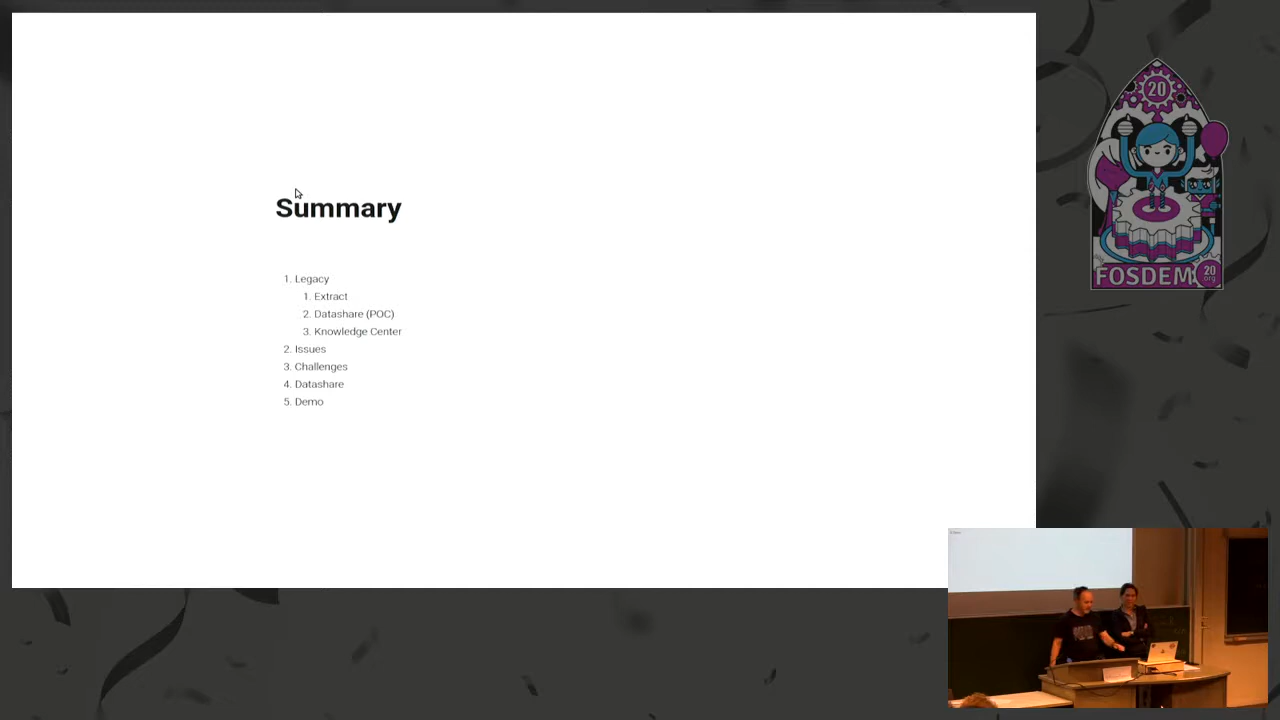 Summary
1. Legacy
1. Extract
2. Datashare (POC)
3. Knowledge Center
2. Issues
3. Challenges
4. Datashare
5. Demo
20
FOSDEM
20
org